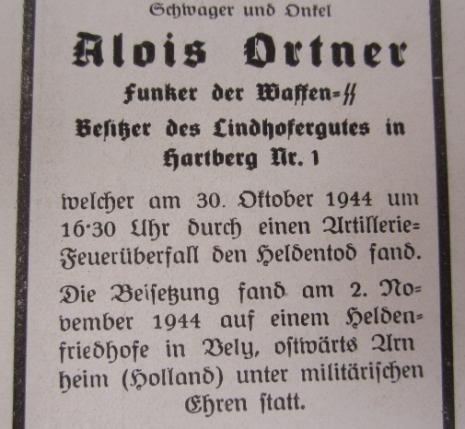 Schwager und Onkel
Alois Ortner
Funker der Waffen-SS
Besitzer des Lindhofergutes in
Hartberg Nr. 1
welcher am 30. Oktober 1944 um
16·30 Uhr durch einen Artillerie-
Feuerüberfall den Heldentod fand.
Die Beisetzung fand am 2. No-
vember 1944 auf einem Helden-
friedhofe in Vely, ostwärts Arn
heim (Holland) unter militärischen
Ehren statt.